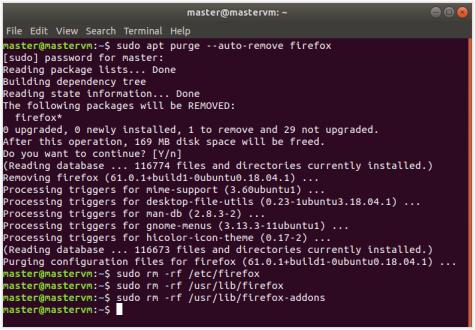 master@mastervm: ~
File Edit View Search Terminal Help
master@mastervm:~$ sudo apt purge --auto-remove firefox
[sudo] password for master:
Reading package lists... Done
Building dependency tree
Reading state information... Done
The following packages will be REMOVED:
  firefox*
0 upgraded, 0 newly installed, 1 to remove and 29 not upgraded.
After this operation, 169 MB disk space will be freed.
Do you want to continue? [Y/n]
(Reading database ... 116774 files and directories currently installed.)
Removing firefox (61.0.1+build1-0ubuntu0.18.04.1) ...
Processing triggers for mime-support (3.60ubuntu1) ...
Processing triggers for desktop-file-utils (0.23-1ubuntu3.18.04.1) ...
Processing triggers for man-db (2.8.3-2) ...
Processing triggers for gnome-menus (3.13.3-11ubuntu1) ...
Processing triggers for hicolor-icon-theme (0.17-2) ...
(Reading database ... 116673 files and directories currently installed.)
Purging configuration files for firefox (61.0.1+build1-0ubuntu0.18.04.1) ...
master@mastervm:~$ sudo rm -rf /etc/firefox
master@mastervm:~$ sudo rm -rf /usr/lib/firefox
master@mastervm:~$ sudo rm -rf /usr/lib/firefox-addons
master@mastervm:~$